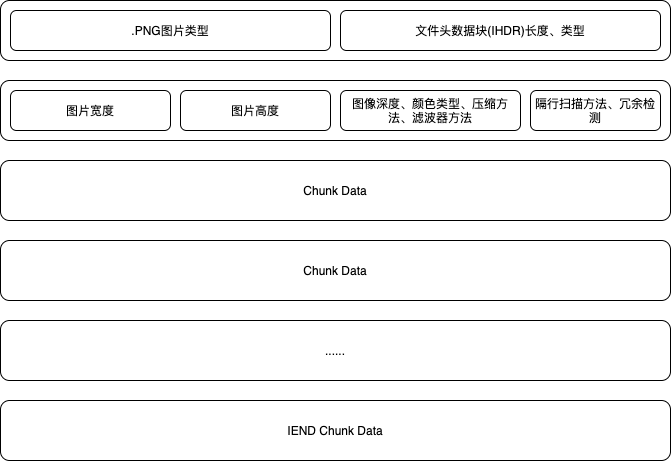 .PNG图片类型
文件头数据块(IHDR)长度、类型
图片宽度
图片高度
图像深度、颜色类型、压缩方
法、滤波器方法
隔行扫描方法、冗余检
测
Chunk Data
Chunk Data
......
IEND Chunk Data